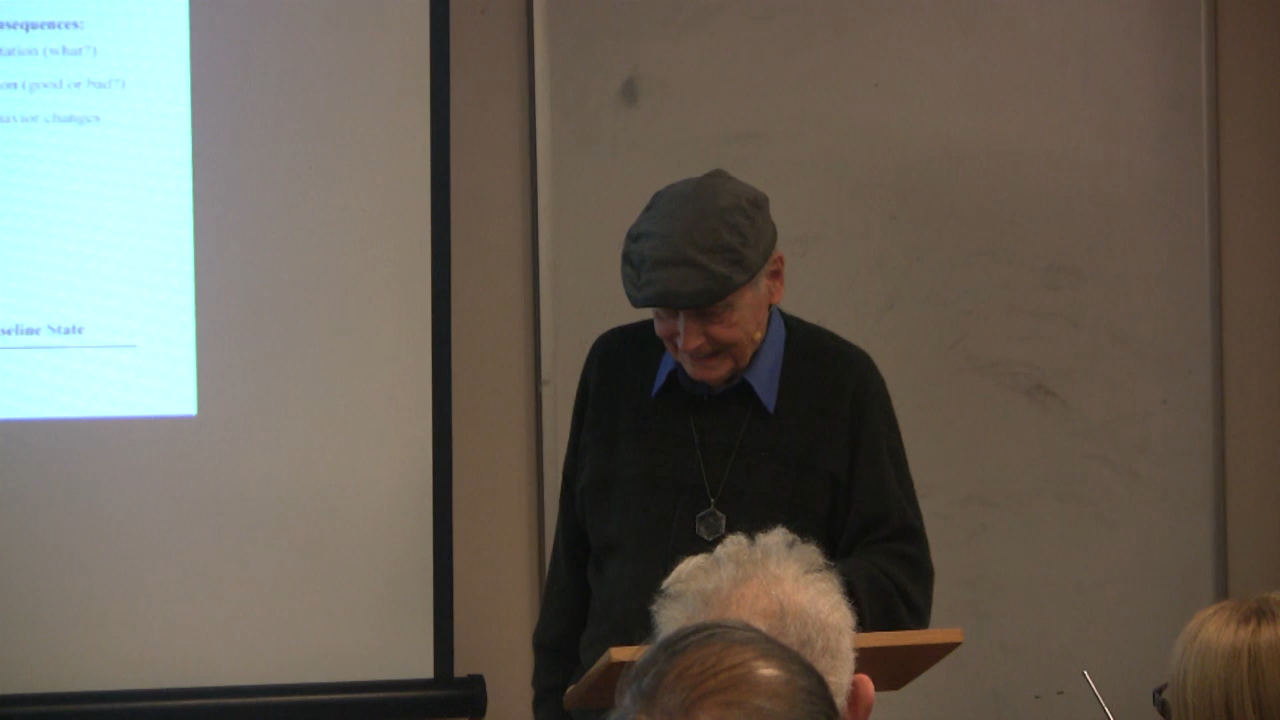 nsequences:
tation (what?)
on (good or bad?)
avior changes
seline State